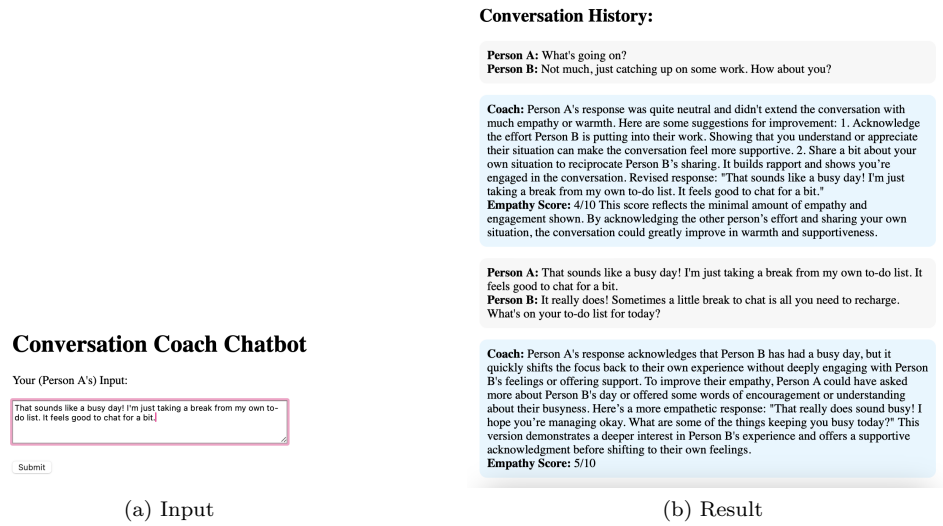 Conversation Coach Chatbot
Your (Person A's) Input:
That sounds like a busy day! I'm just taking a break from my own to-
do list. It feels good to chat for a bit.
Submit
(a) Input
Conversation History:
Person A: What's going on?
Person B: Not much, just catching up on some work. How about you?
Coach: Person A's response was quite neutral and didn't extend the conversation with
much empathy or warmth. Here are some suggestions for improvement: 1. Acknowledge
the effort Person B is putting into their work. Showing that you understand or appreciate
their situation can make the conversation feel more supportive. 2. Share a bit about your
own situation to reciprocate Person B's sharing. It builds rapport and shows you're
engaged in the conversation. Revised response: "That sounds like a busy day! I'm just
taking a break from my own to-do list. It feels good to chat for a bit."
Empathy Score: 4/10 This score reflects the minimal amount of empathy and
engagement shown. By acknowledging the other person's effort and sharing your own
situation, the conversation could greatly improve in warmth and supportiveness.
Person A: That sounds like a busy day! I'm just taking a break from my own to-do list. It
feels good to chat for a bit.
Person B: It really does! Sometimes a little break to chat is all you need to recharge.
What's on your to-do list for today?
Coach: Person A's response acknowledges that Person B has had a busy day, but it
quickly shifts the focus back to their own experience without deeply engaging with Person
B's feelings or offering support. To improve their empathy, Person A could have asked
more about Person B's day or offered some words of encouragement or understanding
about their busyness. Here's a more empathetic response: "That really does sound busy! I
hope you're managing okay. What are some of the things keeping you busy today?" This
version demonstrates a deeper interest in Person B's experience and offers a supportive
acknowledgment before shifting to their own feelings.
Empathy Score: 5/10
(b) Result